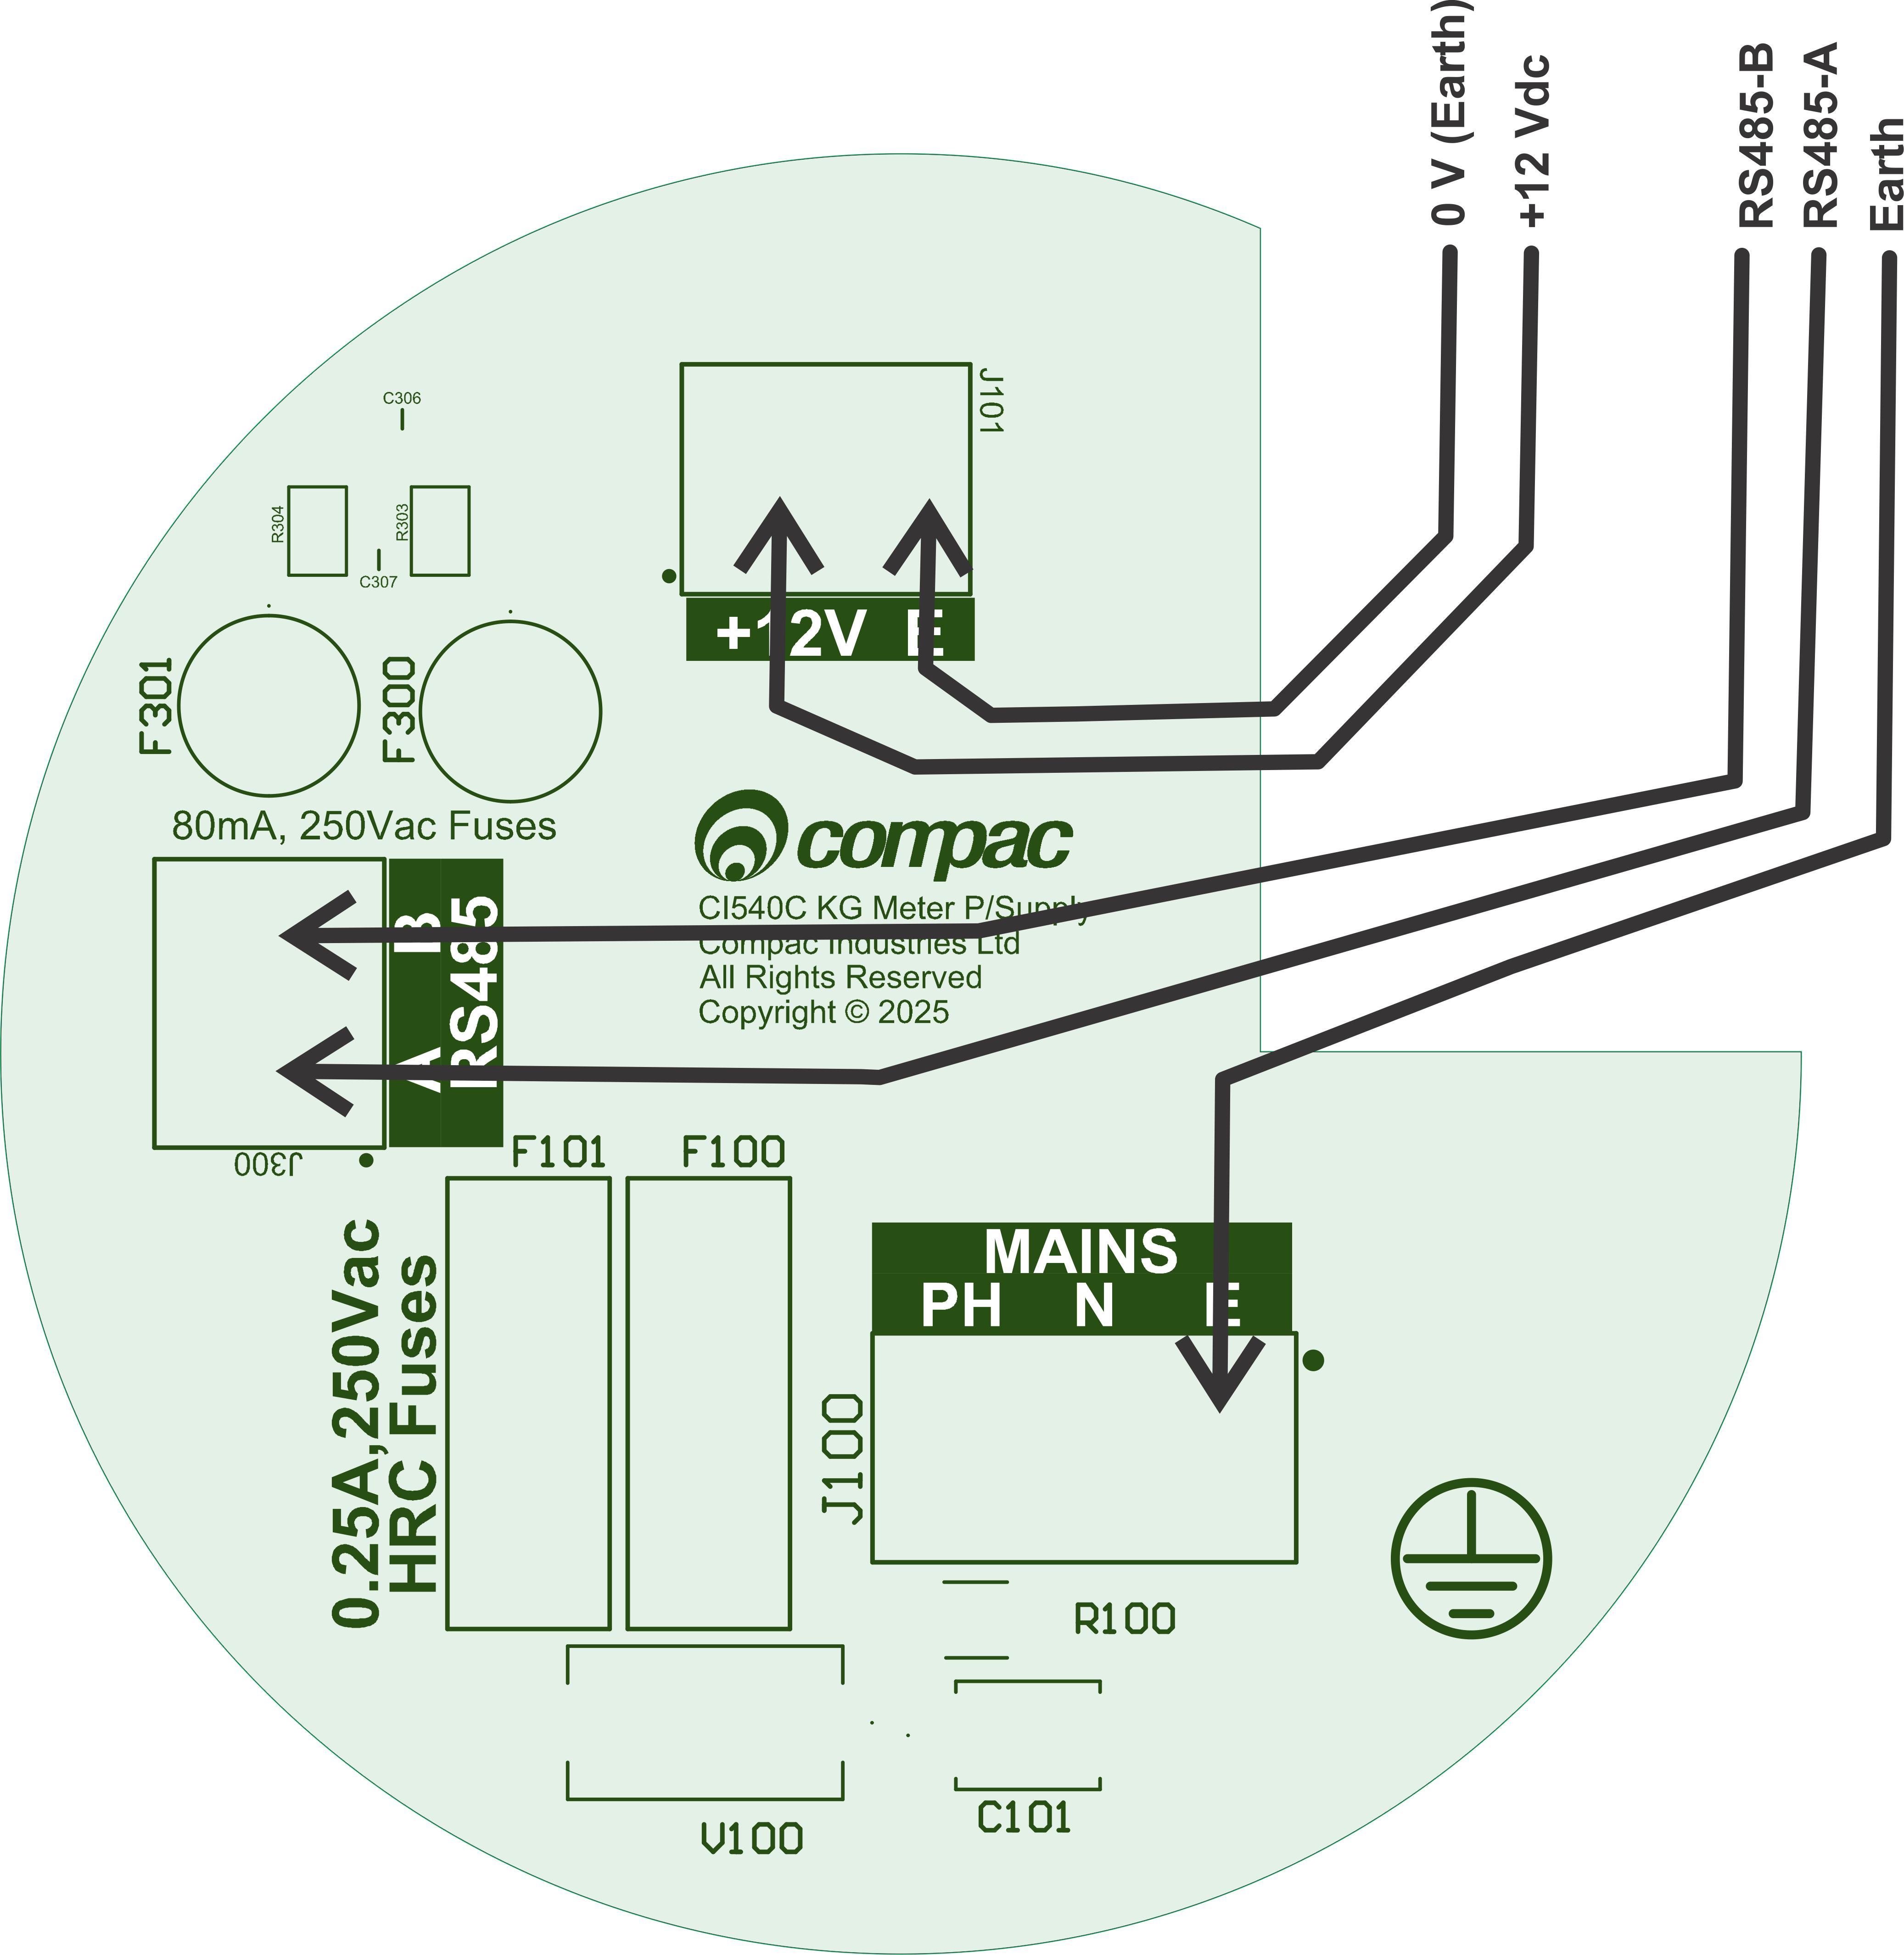 0 V (Earth)
+12 Vdc
RS485-B
RS485-A
Earth
J101
C306
R304
R303
C307
+12V E
F301
F300
80mA, 250Vac Fuses
compac
CI540C KG Meter P/Supply
Compac Industries Ltd
All Rights Reserved
Copyright © 2025
A B
RS485
J300
F101
F100
0.25A,250Vac
HRC Fuses
MAINS
PH N E
J100
R100
C101
V100